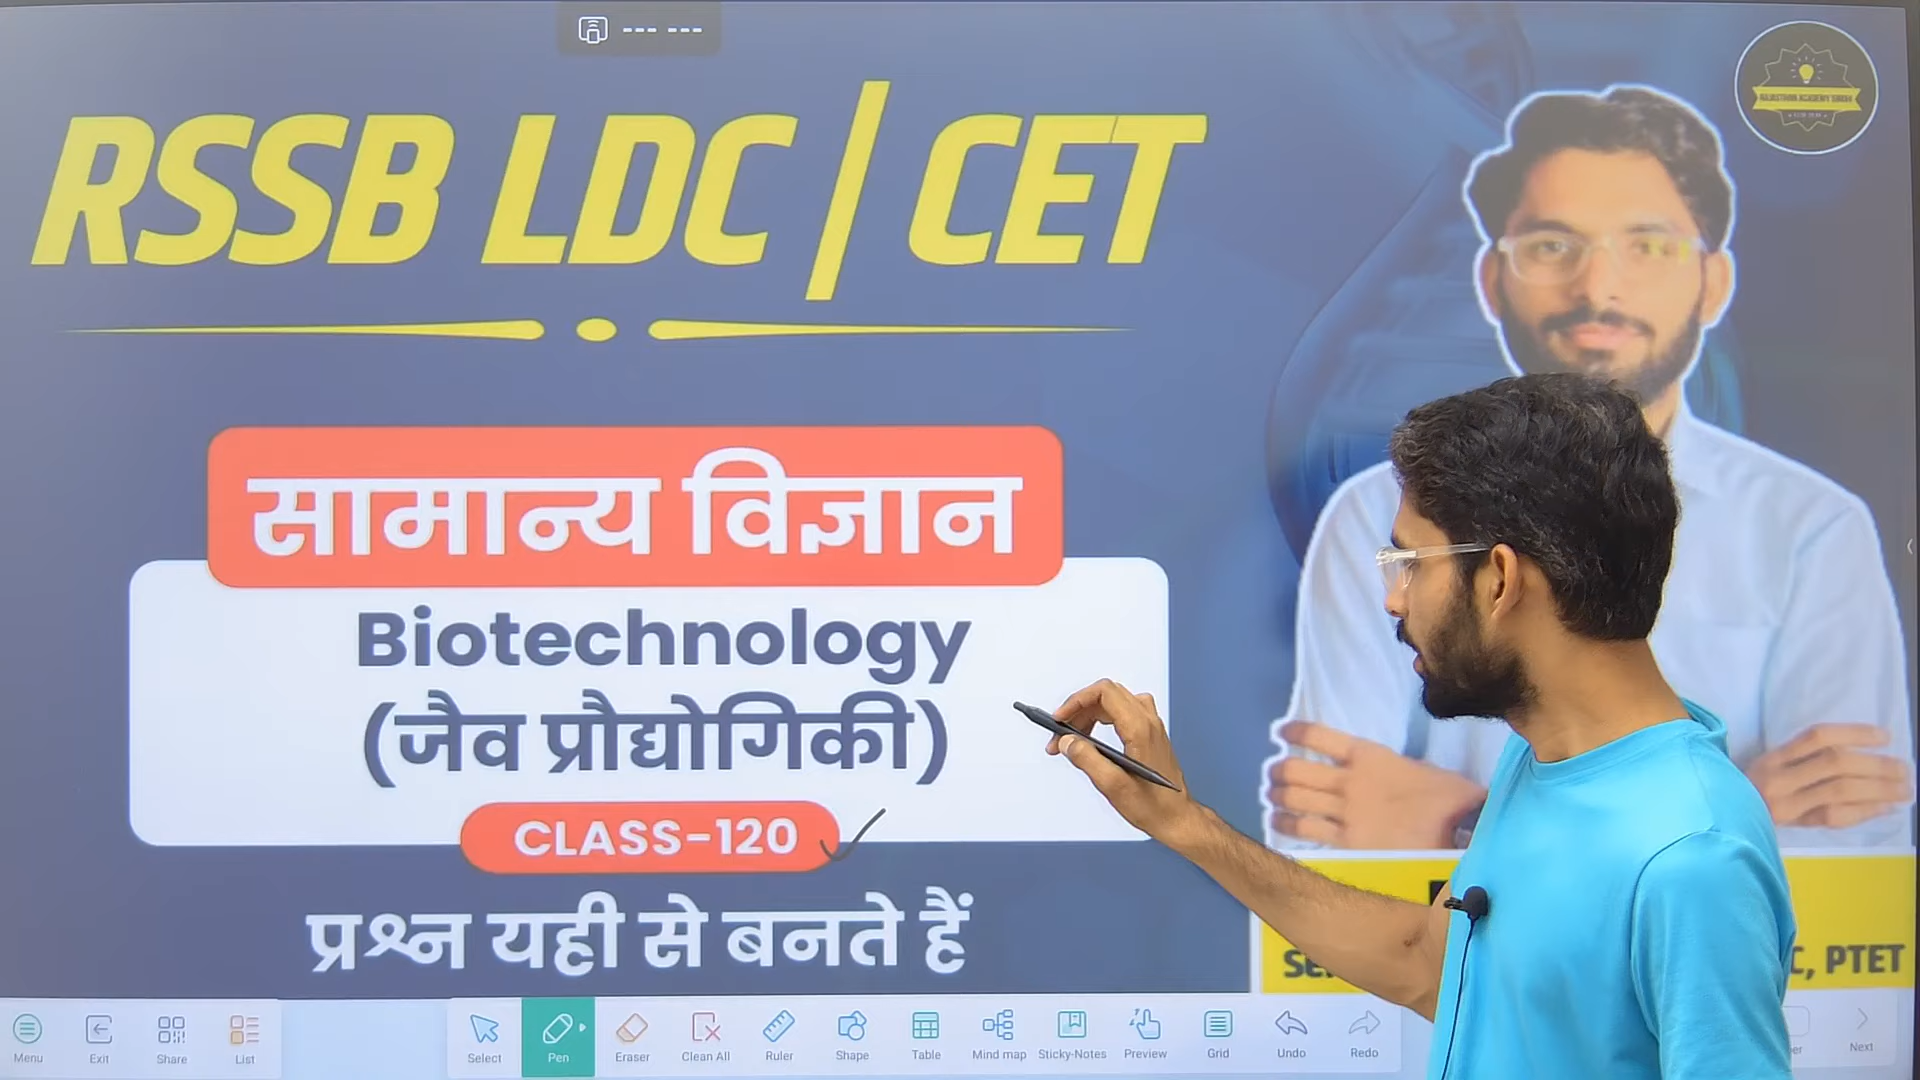 RSSB LDC | CET
सामान्य विज्ञान
Biotechnology
(जैव प्रौद्योगिकी)
CLASS-120
प्रश्न यही से बनते हैं
PTET
Menu
Exit
Share
List
Select
Pen
Eraser
Clean All
Ruler
Shape
Table
Mind map
Sticky-Notes
Preview
Grid
Undo
Redo
Next